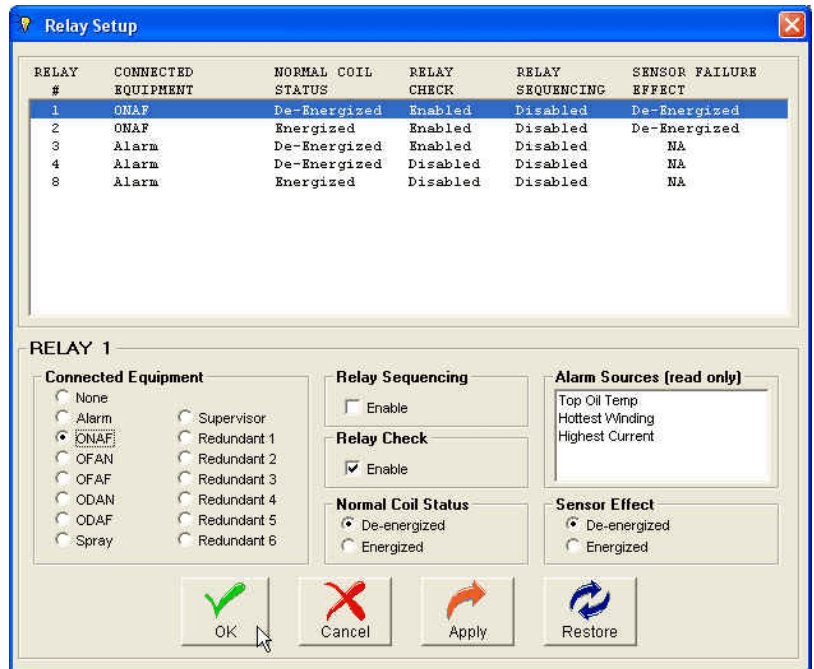 Relay Setup
RELAY CONNECTED NORMAL COIL RELAY RELAY SENSOR FAILURE
# EQUIPMENT STATUS CHECK SEQUENCING EFFECT
1 ONAF De-Energized Enabled Disabled De-Energized
2 ONAF Energized Enabled Disabled De-Energized
3 Alarm De-Energized Enabled Disabled NA
4 Alarm De-Energized Disabled Disabled NA
8 Alarm Energized Disabled Disabled NA
RELAY 1
Connected Equipment
None
Alarm
ONAF
OFAN
OFAF
ODAN
ODAF
Spray
Supervisor
Redundant 1
Redundant 2
Redundant 3
Redundant 4
Redundant 5
Redundant 6
Relay Sequencing
Enable
Relay Check
Enable
Normal Coil Status
De-energized
Energized
Alarm Sources (read only)
Top Oil Temp
Hottest Winding
Highest Current
Sensor Effect
De-energized
Energized
OK
Cancel
Apply
Restore